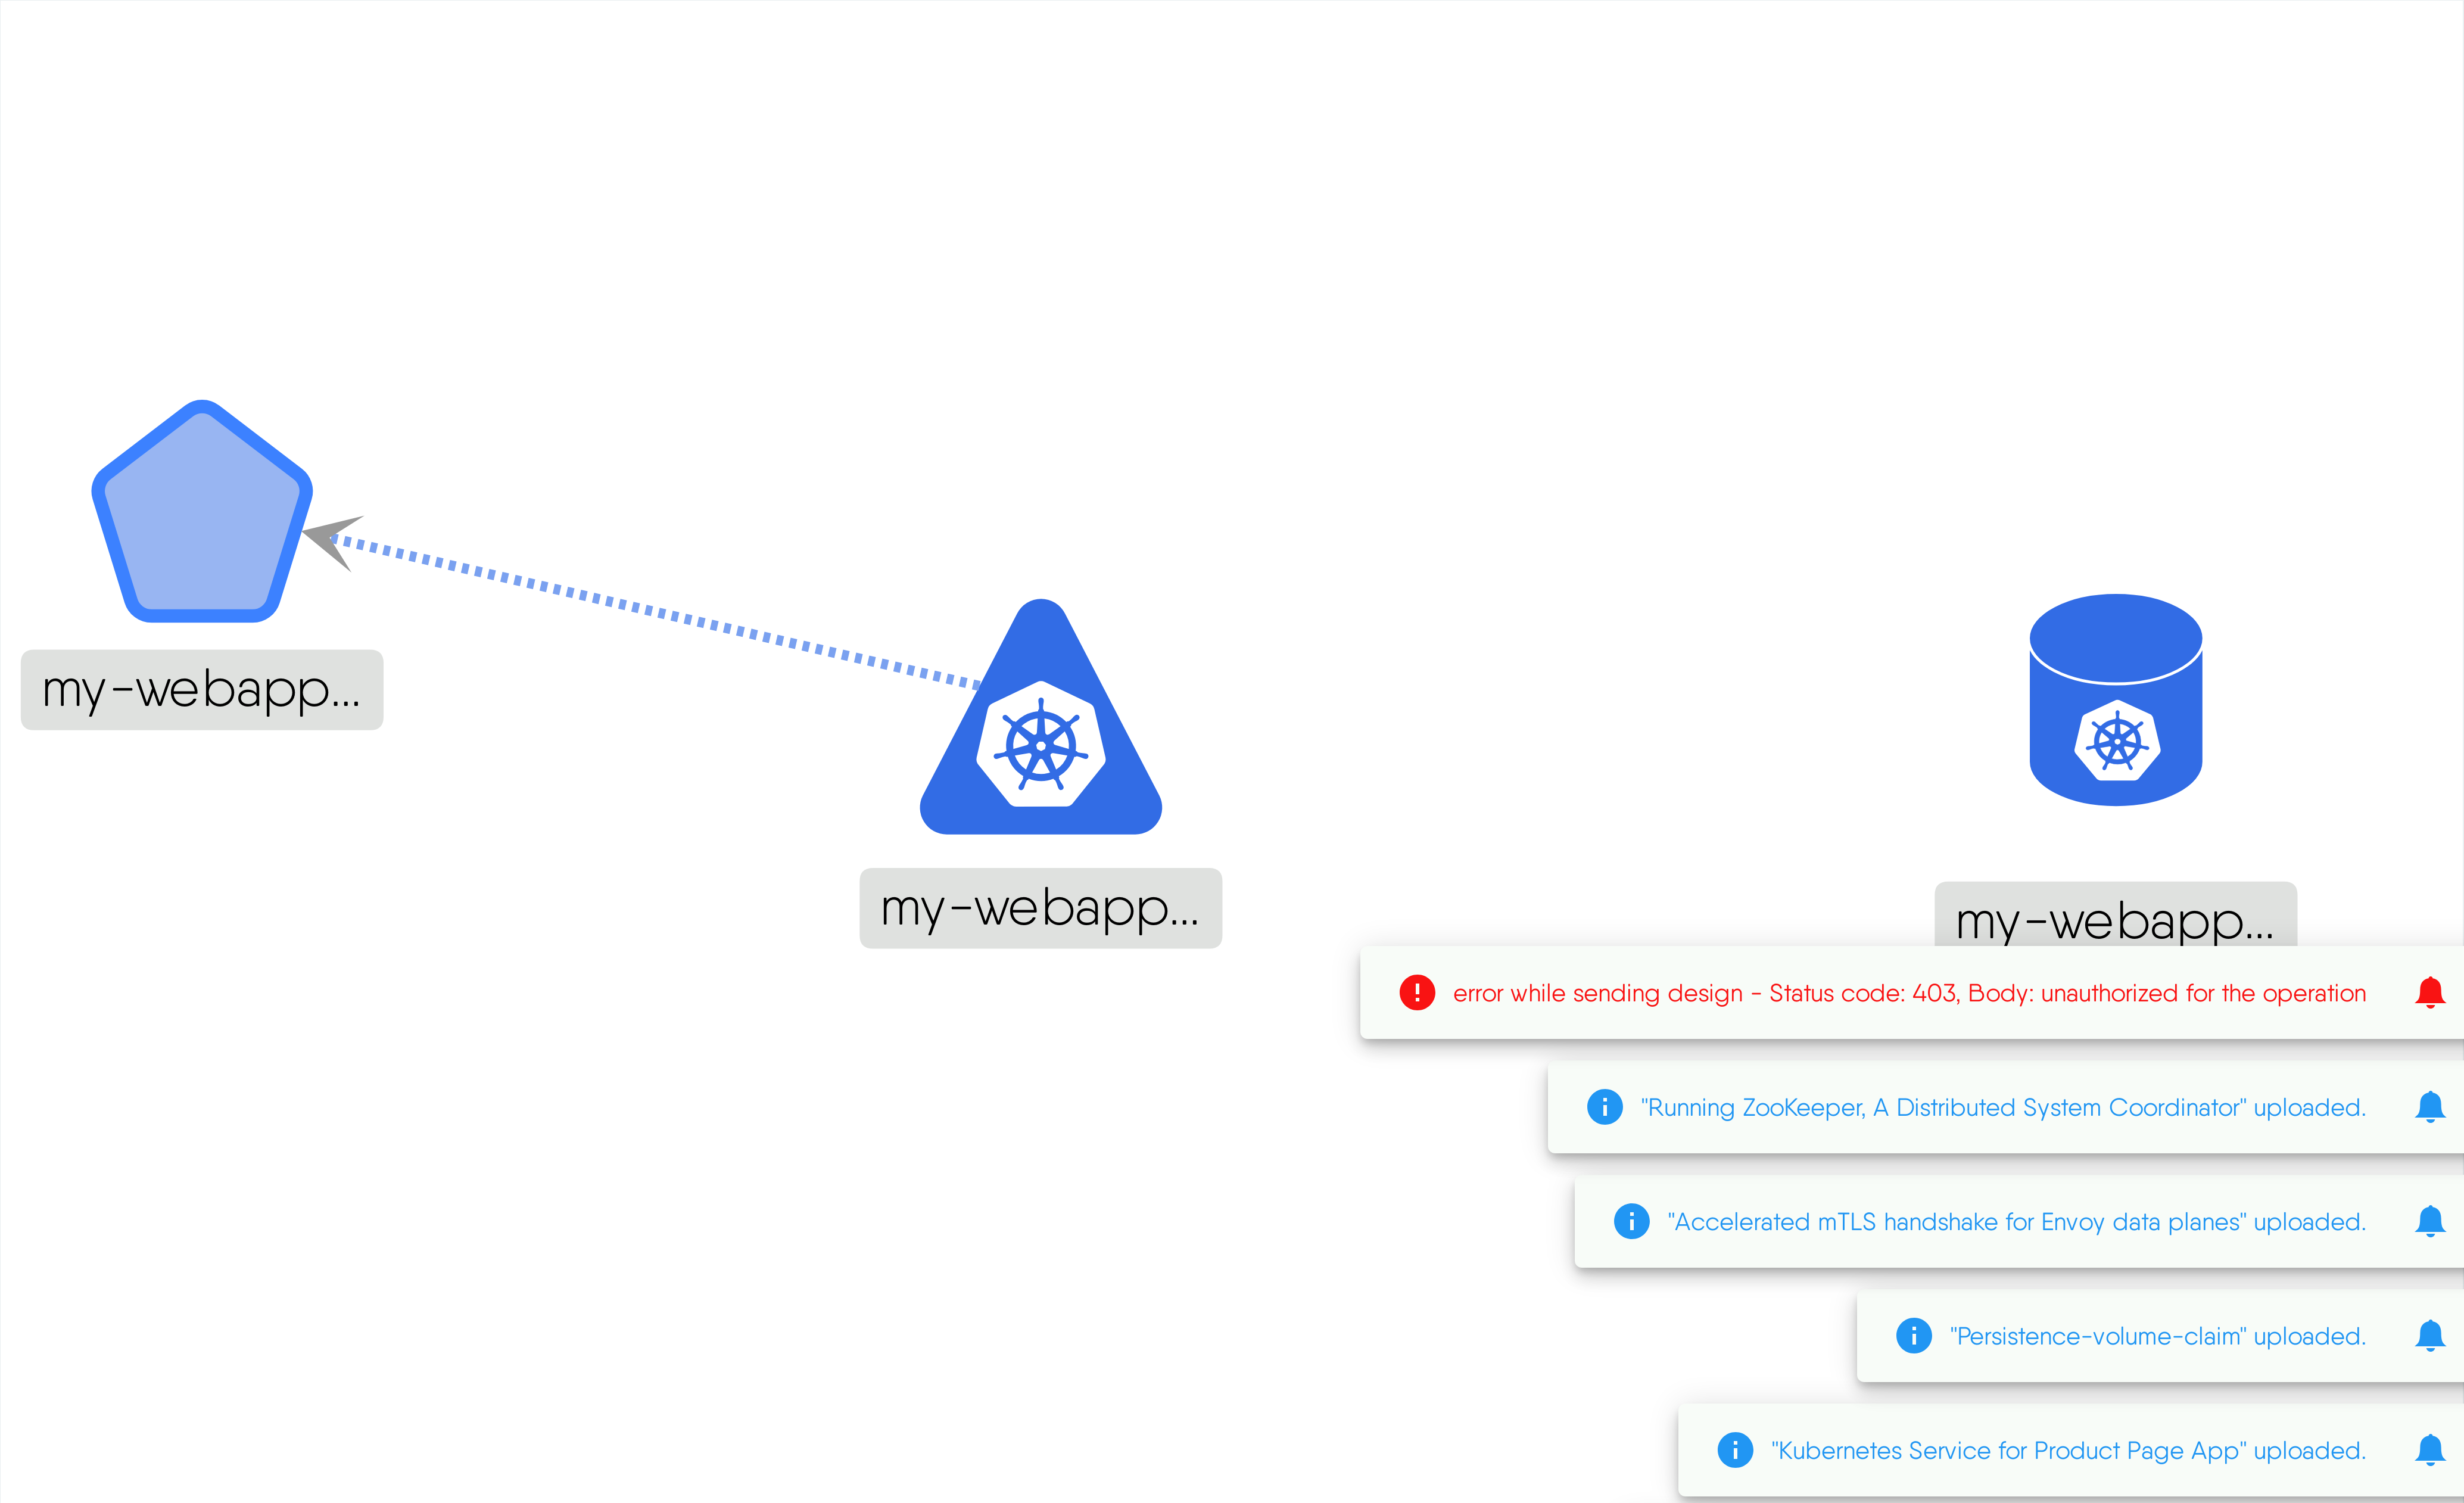 my-webapp...
my-webapp...
my-webapp...
error while sending design - Status code: 403, Body: unauthorized for the operation
"Running ZooKeeper, A Distributed System Coordinator" uploaded.
"Accelerated mTLS handshake for Envoy data planes" uploaded.
"Persistence-volume-claim" uploaded.
"Kubernetes Service for Product Page App" uploaded.